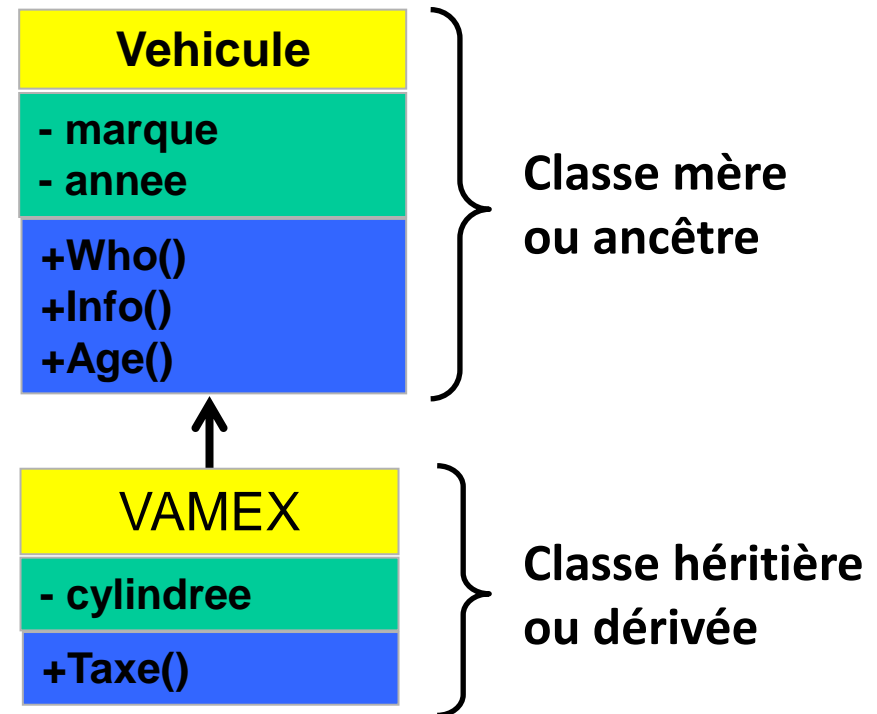 Vehicule
- marque
- annee
+Who()
+Info()
+Age()
Classe mère
ou ancêtre
VAMEX
- cylindree
+Taxe()
Classe héritière
ou dérivée